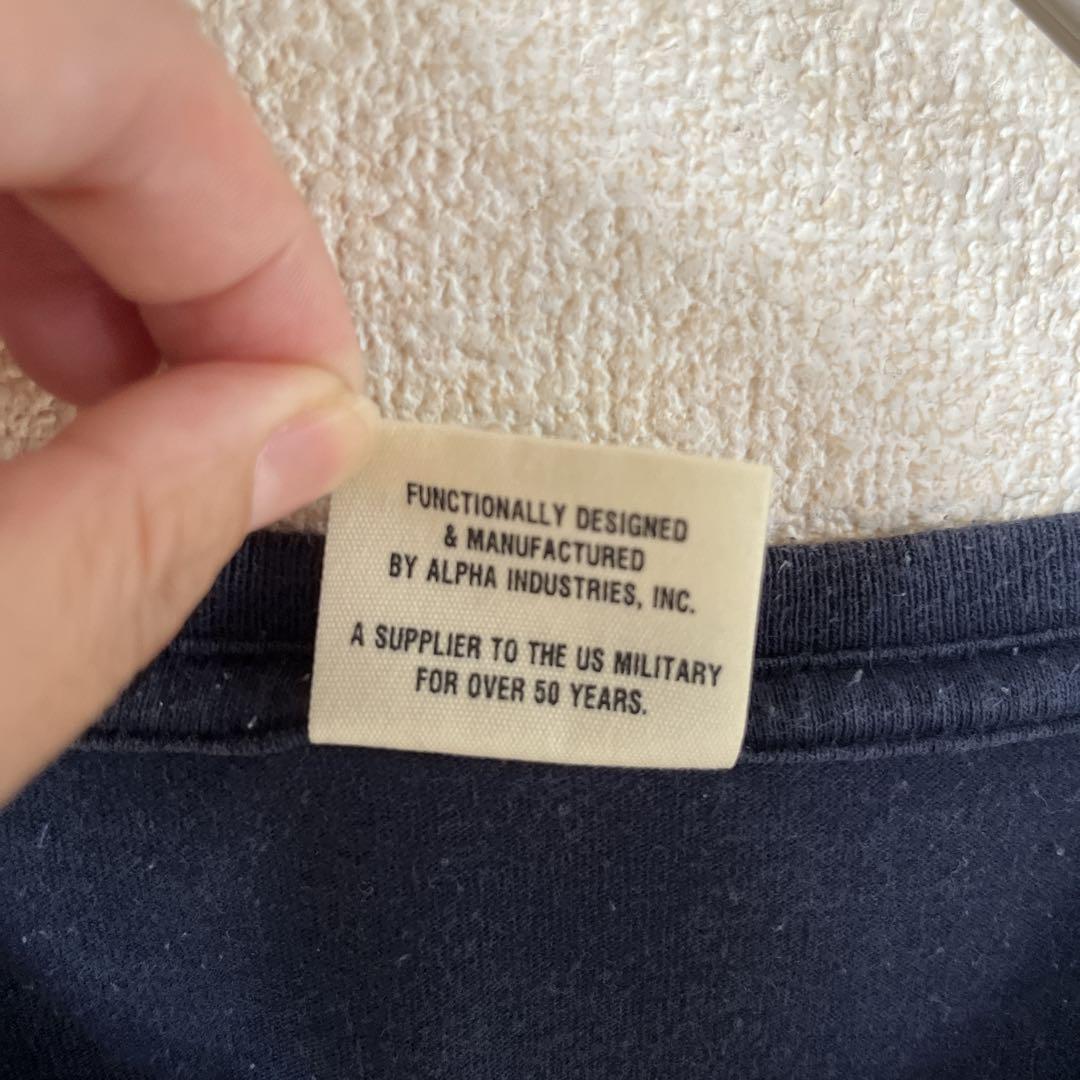 FUNCTIONALLY DESIGNED
& MANUFACTURED
BY ALPHA INDUSTRIES, INC.
A SUPPLIER TO THE US MILITARY
FOR OVER 50 YEARS.